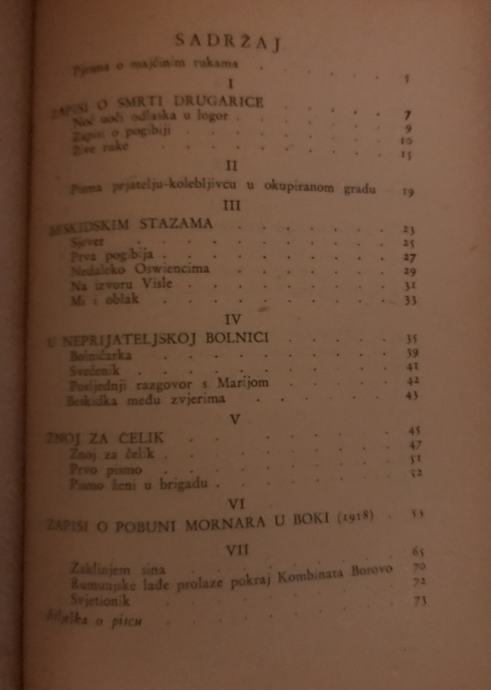 SADRŽAJ
Pjesma o majčinim rukama . . . . 5
I
ZAPISI O SMRTI DRUGARICE . . . . 7
Noć uoči odlaska u logor . . . . 9
Zapisi o pogibiji . . . . 10
Žive ruke . . . . 15
II
Pisma prjatelju-kolebljivcu u okupiranom gradu 19
III
BESKIDSKIM STAZAMA . . . . 23
Sjever . . . . 25
Prva pogibija . . . . 27
Nedaleko Oswiencima . . . . 29
Na izvoru Visle . . . . 31
Mi i oblak . . . . 33
IV
U NEPRIJATELJSKOJ BOLNICI . . . . 35
Bolničarka . . . . 39
Svećenik . . . . 41
Posljednji razgovor s Marijom . . . . 42
Beskidka među zvjerima . . . . 43
V
ZNOJ ZA ČELIK . . . . 45
Znoj za čelik . . . . 47
Prvo pismo . . . . 51
Pismo ženi u brigadu . . . . 52
VI
ZAPISI O POBUNI MORNARA U BOKI (1918) . 53
VII
Zaklinjem sina . . . . 65
Rumunjske lađe prolaze pokraj Kombinata Borovo 70
Svjetionik . . . . 72
Bilješka o piscu . . . . 73